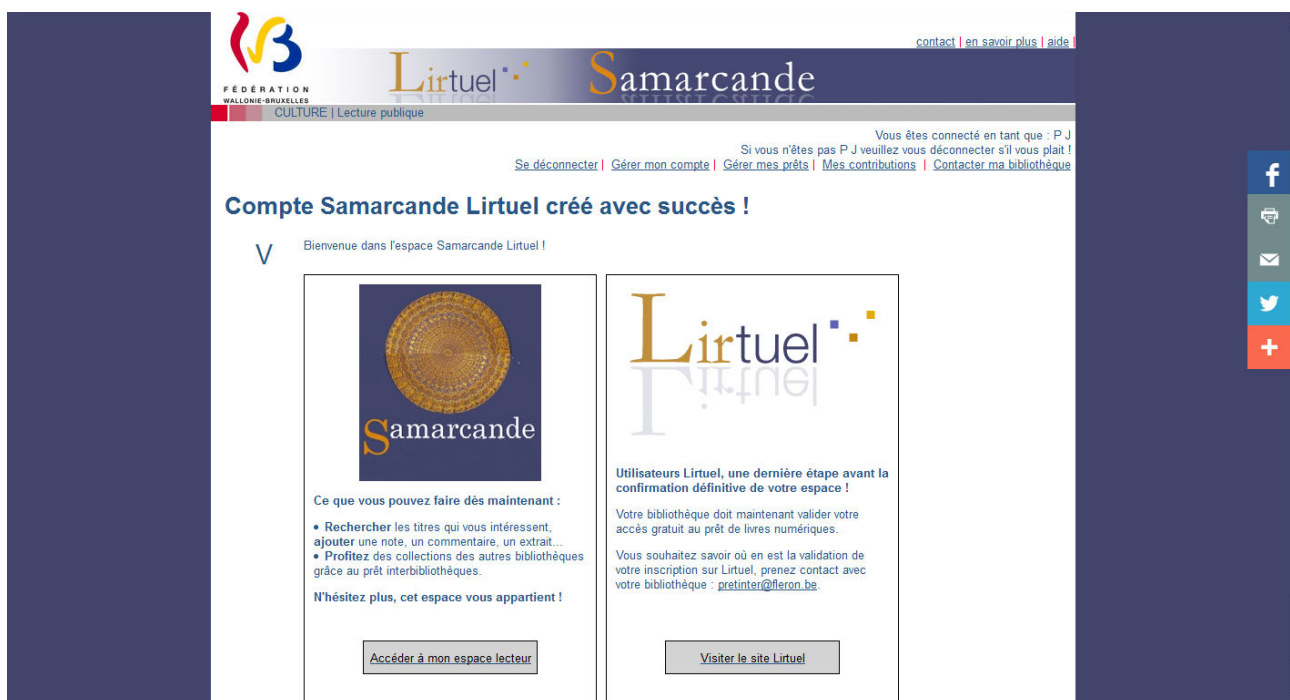 contact | en savoir plus | aide |
FÉDÉRATION
WALLONIE-BRUXELLES
Lirtuel
Samarcande
CULTURE | Lecture publique
Vous êtes connecté en tant que : P J
Si vous n'êtes pas P J veuillez vous déconnecter s'il vous plait !
Se déconnecter | Gérer mon compte | Gérer mes prêts | Mes contributions | Contacter ma bibliothèque
Compte Samarcande Lirtuel créé avec succès !
V
Bienvenue dans l'espace Samarcande Lirtuel !
Samarcande
Ce que vous pouvez faire dès maintenant :
• Rechercher les titres qui vous intéressent,
ajouter une note, un commentaire, un extrait...
• Profitez des collections des autres bibliothèques
grâce au prêt interbibliothèques.
N'hésitez plus, cet espace vous appartient !
Accéder à mon espace lecteur
Lirtuel
Utilisateurs Lirtuel, une dernière étape avant la
confirmation définitive de votre espace !
Votre bibliothèque doit maintenant valider votre
accès gratuit au prêt de livres numériques.
Vous souhaitez savoir où en est la validation de
votre inscription sur Lirtuel, prenez contact avec
votre bibliothèque : pretinter@fleron.be.
Visiter le site Lirtuel